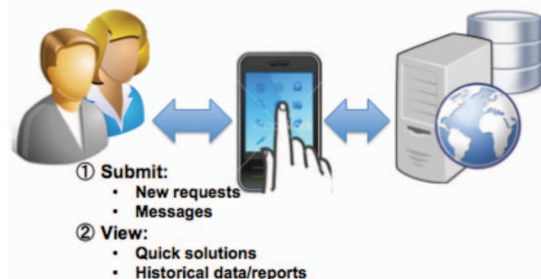 ① Submit:
• New requests
• Messages
② View:
• Quick solutions
• Historical data/reports